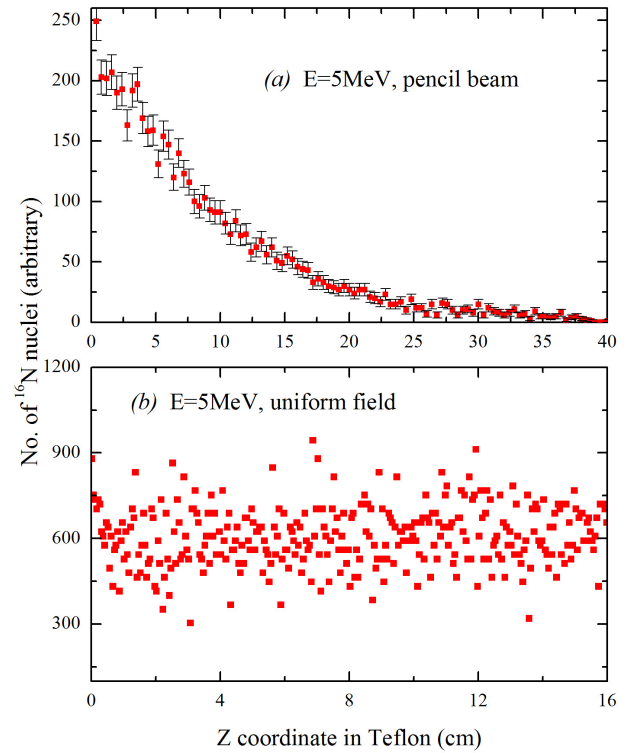 250
200
150
100
50
0
(a) E=5MeV, pencil beam
0 5 10 15 20 25 30 35 40
No. of ¹⁶N nuclei (arbitrary)
1200
900
600
300
(b) E=5MeV, uniform field
0 4 8 12 16
Z coordinate in Teflon (cm)